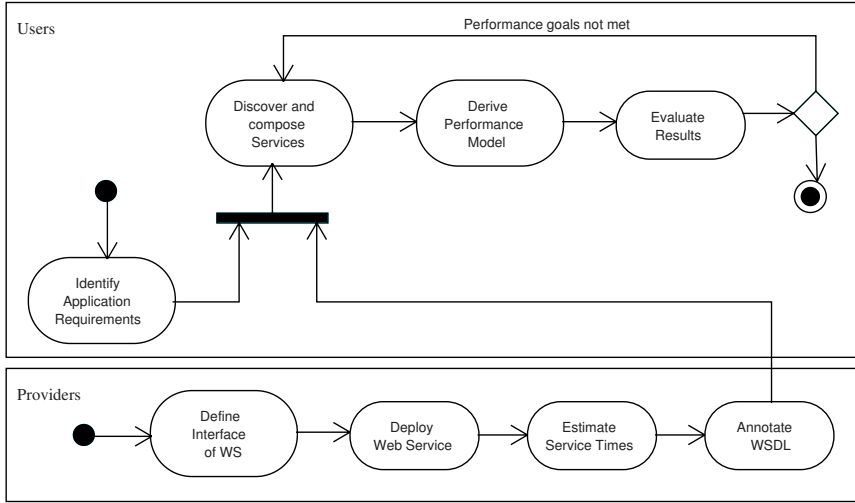 Users
Performance goals not met
Discover and
compose
Services
Derive
Performance
Model
Evaluate
Results
Identify
Application
Requirements
Providers
Define
Interface
of WS
Deploy
Web Service
Estimate
Service Times
Annotate
WSDL